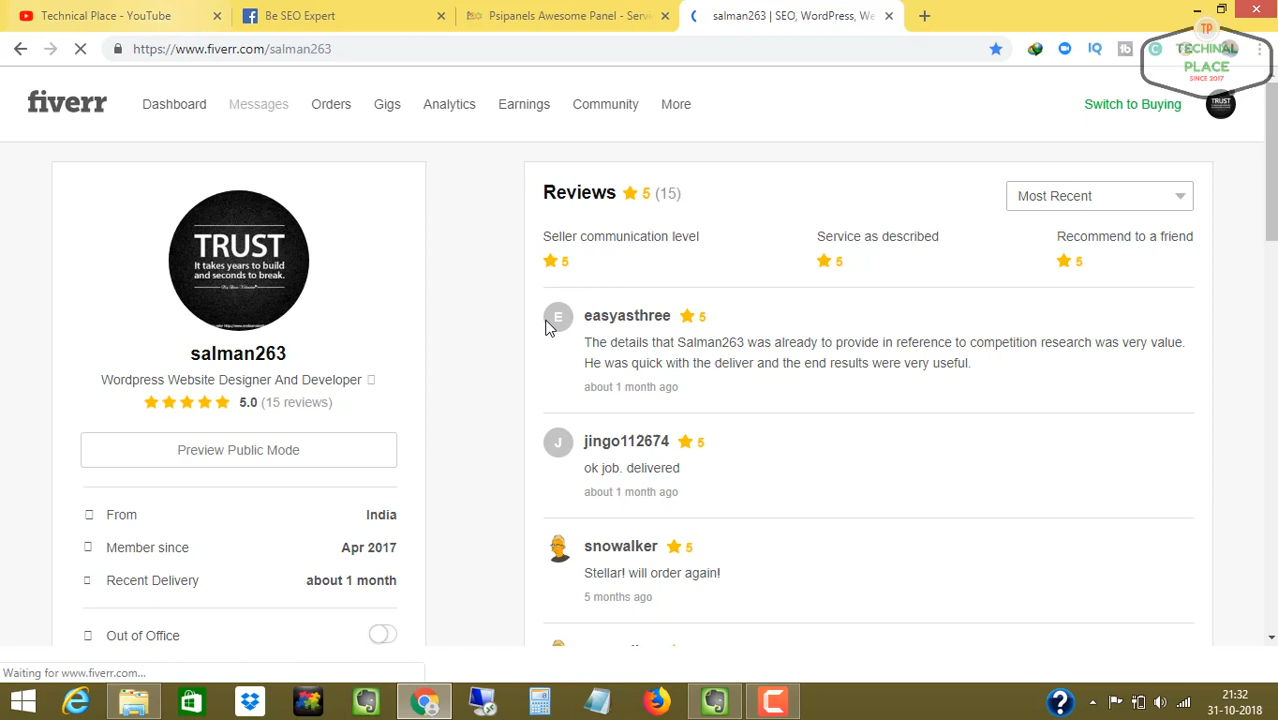 Technical Place - YouTube
Be SEO Expert
Psipanels Awesome Panel - Serv
salman263 | SEO, WordPress, We
https://www.fiverr.com/salman263
TP
TECHINAL
PLACE
SINCE 2017
fiverr
Dashboard
Messages
Orders
Gigs
Analytics
Earnings
Community
More
Switch to Buying
TRUST
TRUST
It takes years to build
and seconds to break.
salman263
Wordpress Website Designer And Developer
5.0 (15 reviews)
Preview Public Mode
From India
Member since Apr 2017
Recent Delivery about 1 month
Out of Office
Reviews 5 (15)
Most Recent
Seller communication level
5
Service as described
5
Recommend to a friend
5
E
easyasthree 5
The details that Salman263 was already to provide in reference to competition research was very value.
He was quick with the deliver and the end results were very useful.
about 1 month ago
J
jingo112674 5
ok job. delivered
about 1 month ago
snowalker 5
Stellar! will order again!
5 months ago
Waiting for www.fiverr.com...
21:32
31-10-2018